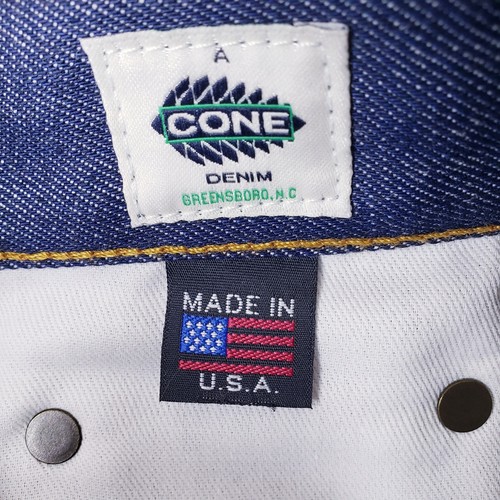 A
CONE
DENIM
GREENSBORO, N.C
MADE IN
U.S.A.